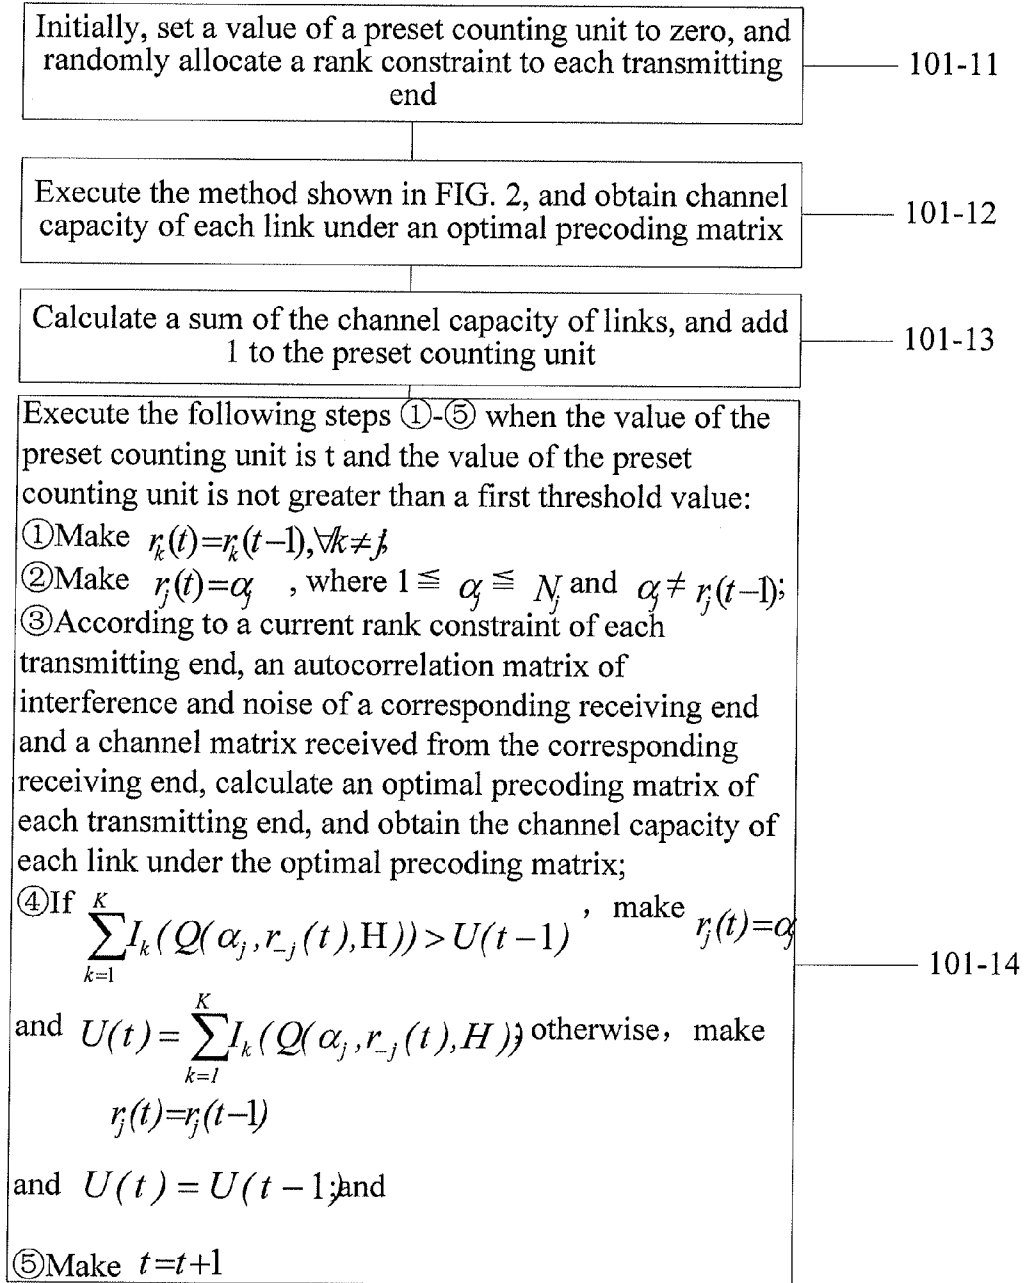 Initially, set a value of a preset counting unit to zero, and
randomly allocate a rank constraint to each transmitting
end
101-11
Execute the method shown in FIG. 2, and obtain channel
capacity of each link under an optimal precoding matrix
101-12
Calculate a sum of the channel capacity of links, and add
1 to the preset counting unit
101-13
Execute the following steps ①-⑤ when the value of the
preset counting unit is t and the value of the preset
counting unit is not greater than a first threshold value:
①Make r_k(t)=r_k(t−1),∀k≠j,
②Make r_j(t)=α_j , where 1 ≦ α_j ≦ N_j and α_j ≠ r_j(t−1);
③According to a current rank constraint of each
transmitting end, an autocorrelation matrix of
interference and noise of a corresponding receiving end
and a channel matrix received from the corresponding
receiving end, calculate an optimal precoding matrix of
each transmitting end, and obtain the channel capacity of
each link under the optimal precoding matrix;
④If ∑_{k=1}^{K} I_k(Q(α_j,r_{−j}(t),H))>U(t−1) , make r_j(t)=α_j
101-14
and U(t)=∑_{k=1}^{K} I_k(Q(α_j,r_{−j}(t),H)); otherwise, make
r_j(t)=r_j(t−1)
and U(t)=U(t−1); and
⑤Make t=t+1